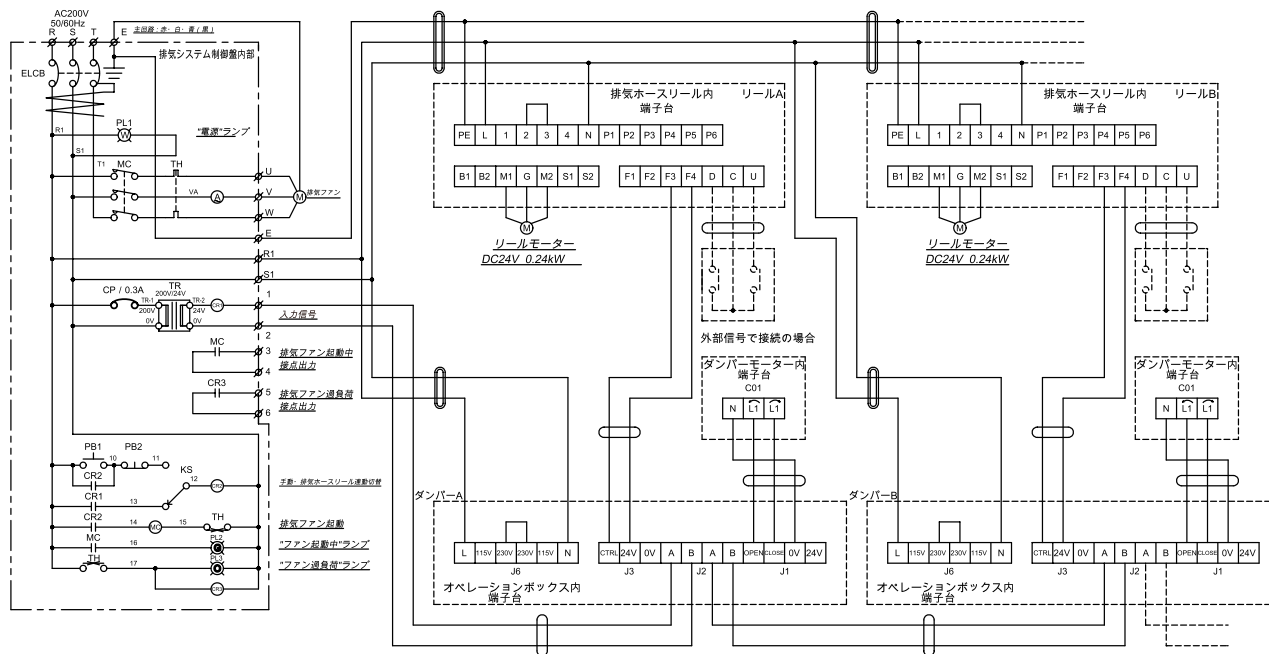 AC200V
50/60Hz
R S T E
主回路：赤・白・青(黒)
排気システム制御盤内部
ELCB
PL1
R1
W
"電源"ランプ
S1
T1
MC
TH
U
VA
A
V
M
排気ファン
W
E
R1
S1
CP / 0.3A
TR
200V/24V
TR-1
TR-2
200V
24V
CR1
1
0V
0V
入力信号
2
MC
3
排気ファン起動中
4
接点出力
CR3
5
排気ファン過負荷
6
接点出力
PB1
10
PB2
11
CR2
KS
12
CR2
手動・排気ホースリール連動切替
CR1
13
CR2
14
MC
15
TH
排気ファン起動
MC
16
PL2
G
"ファン起動中"ランプ
TH
17
PL3
O
"ファン過負荷"ランプ
CR3
排気ホースリール内
端子台
リールA
PE L 1 2 3 4 N P1 P2 P3 P4 P5 P6
B1 B2 M1 G M2 S1 S2
F1 F2 F3 F4 D C U
M
リールモーター
DC24V 0.24kW
外部信号で接続の場合
ダンパーモーター内
端子台
C01
N L1 L1
ダンパーA
L 115V 230V 230V 115V N
CTRL 24V 0V A B A B OPEN CLOSE 0V 24V
J6
J3
J2
J1
オペレーションボックス内
端子台
排気ホースリール内
端子台
リールB
PE L 1 2 3 4 N P1 P2 P3 P4 P5 P6
B1 B2 M1 G M2 S1 S2
F1 F2 F3 F4 D C U
M
リールモーター
DC24V 0.24kW
ダンパーモーター内
端子台
C01
N L1 L1
ダンパーB
L 115V 230V 230V 115V N
CTRL 24V 0V A B A B OPEN CLOSE 0V 24V
J6
J3
J2
J1
オペレーションボックス内
端子台